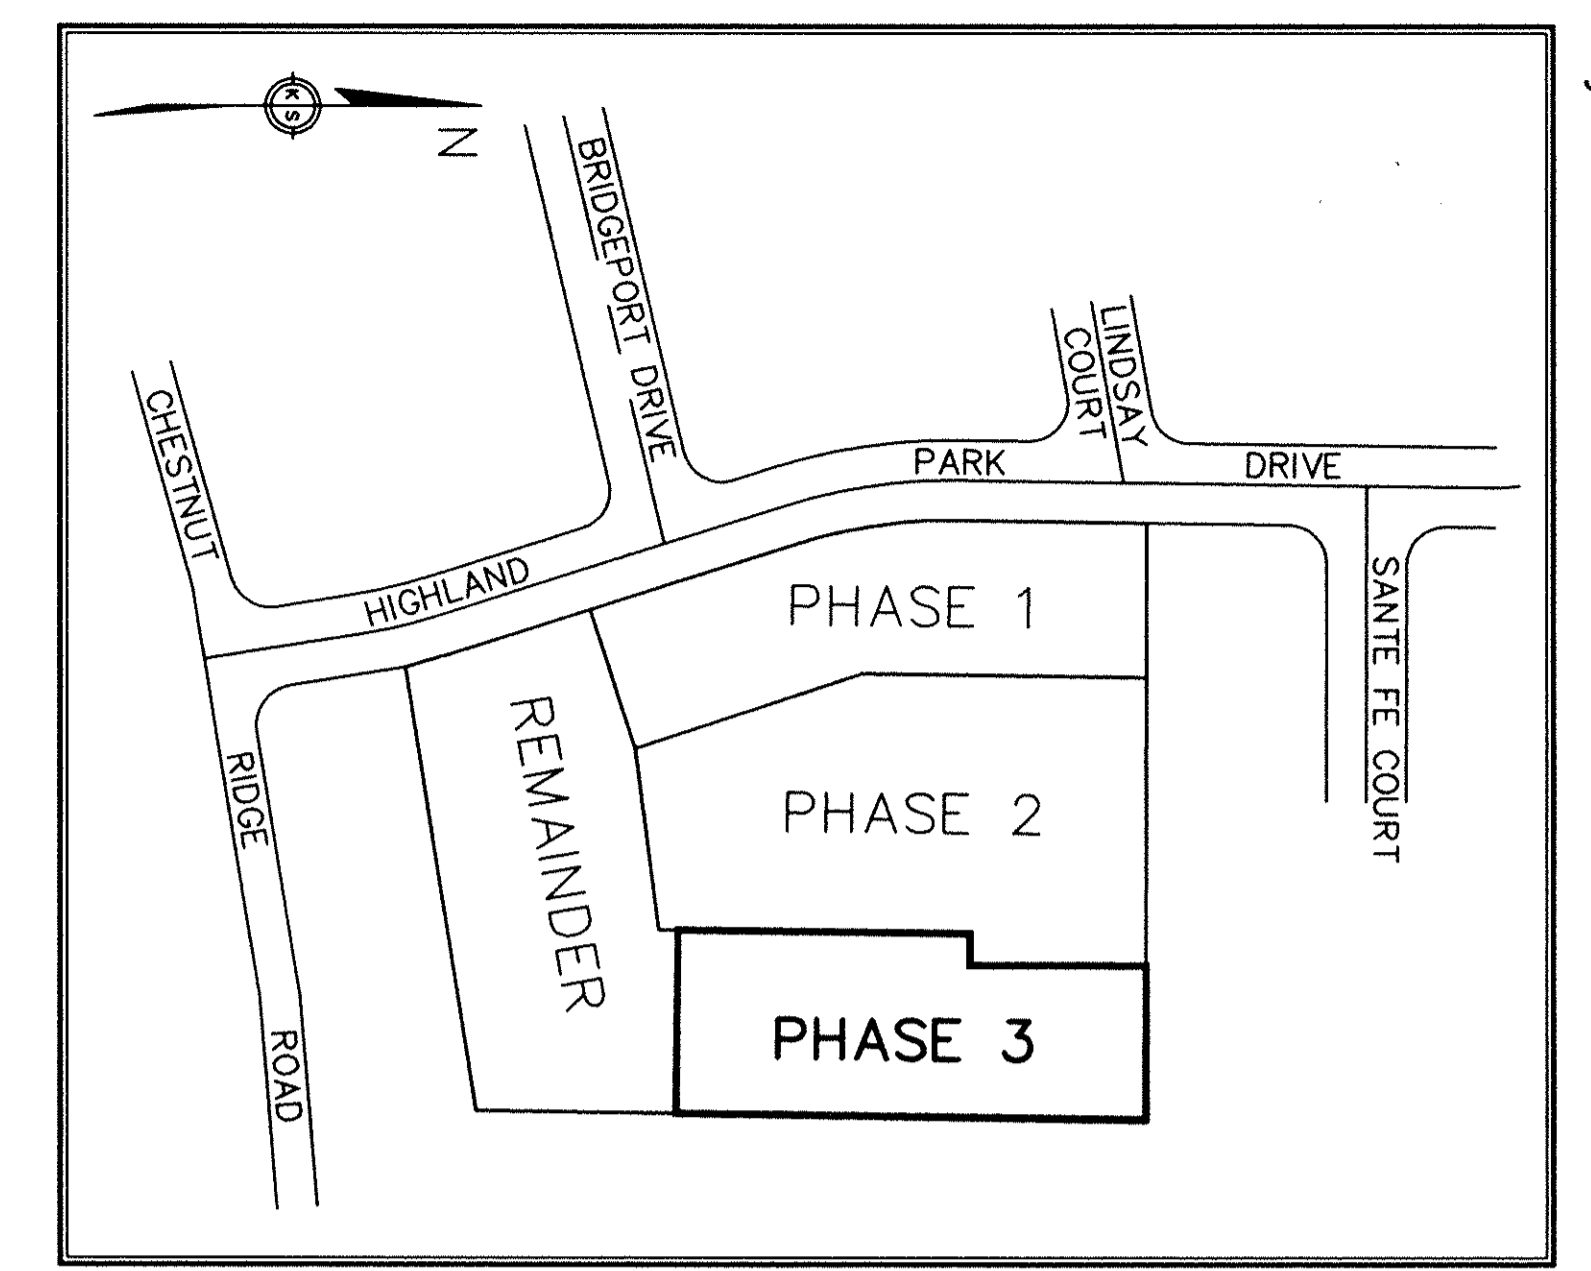 K S
N
BRIDGEPORT DRIVE
LINDSAY
COURT
CHESTNUT
RIDGE
ROAD
HIGHLAND
PARK
DRIVE
SANTE FE COURT
PHASE 1
PHASE 2
REMAINDER
PHASE 3